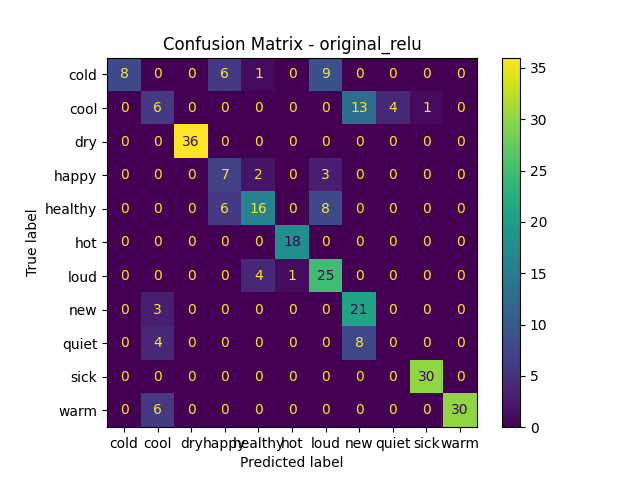 Confusion Matrix - original_relu
True label
cold 8 0 0 6 1 0 9 0 0 0 0
cool 0 6 0 0 0 0 0 13 4 1 0
dry 0 0 36 0 0 0 0 0 0 0 0
happy 0 0 0 7 2 0 3 0 0 0 0
healthy 0 0 0 6 16 0 8 0 0 0 0
hot 0 0 0 0 0 18 0 0 0 0 0
loud 0 0 0 0 4 1 25 0 0 0 0
new 0 3 0 0 0 0 0 21 0 0 0
quiet 0 4 0 0 0 0 0 8 0 0 0
sick 0 0 0 0 0 0 0 0 0 30 0
warm 0 6 0 0 0 0 0 0 0 0 30
cold cool dry happy healthy hot loud new quiet sick warm
Predicted label
35
30
25
20
15
10
5
0